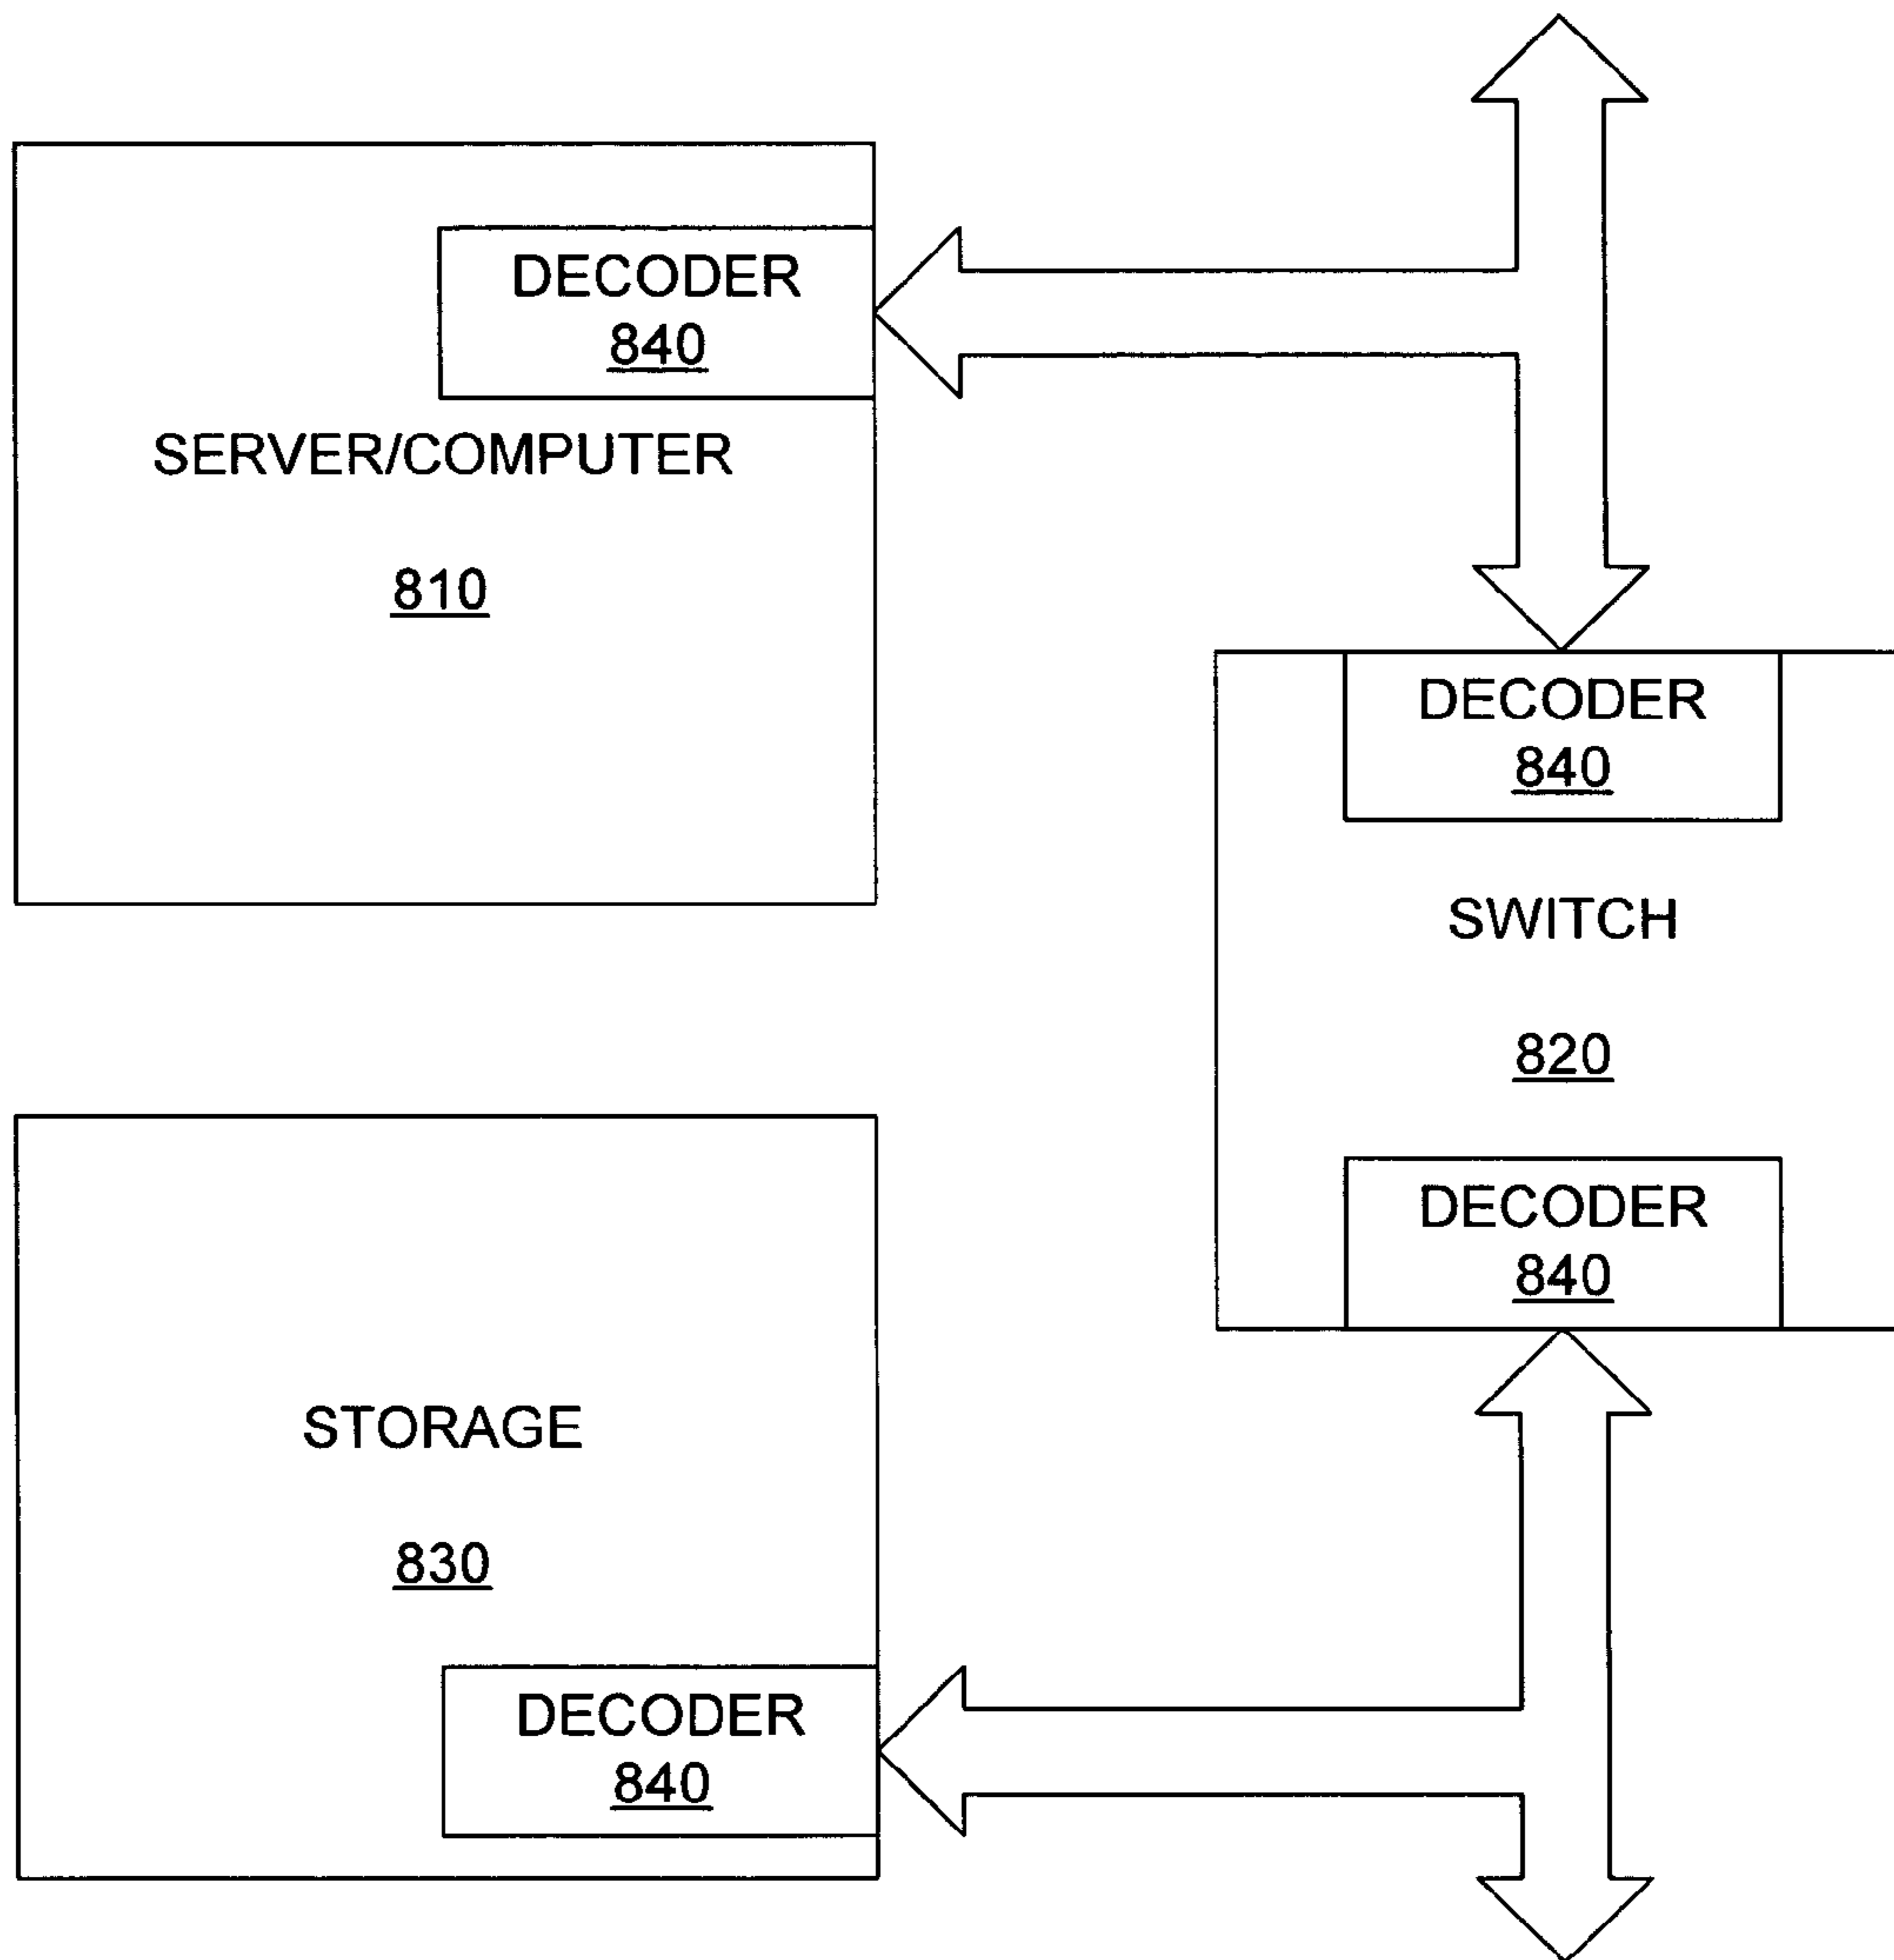 DECODER
840
SERVER/COMPUTER
810
DECODER
840
SWITCH
820
DECODER
840
STORAGE
830
DECODER
840